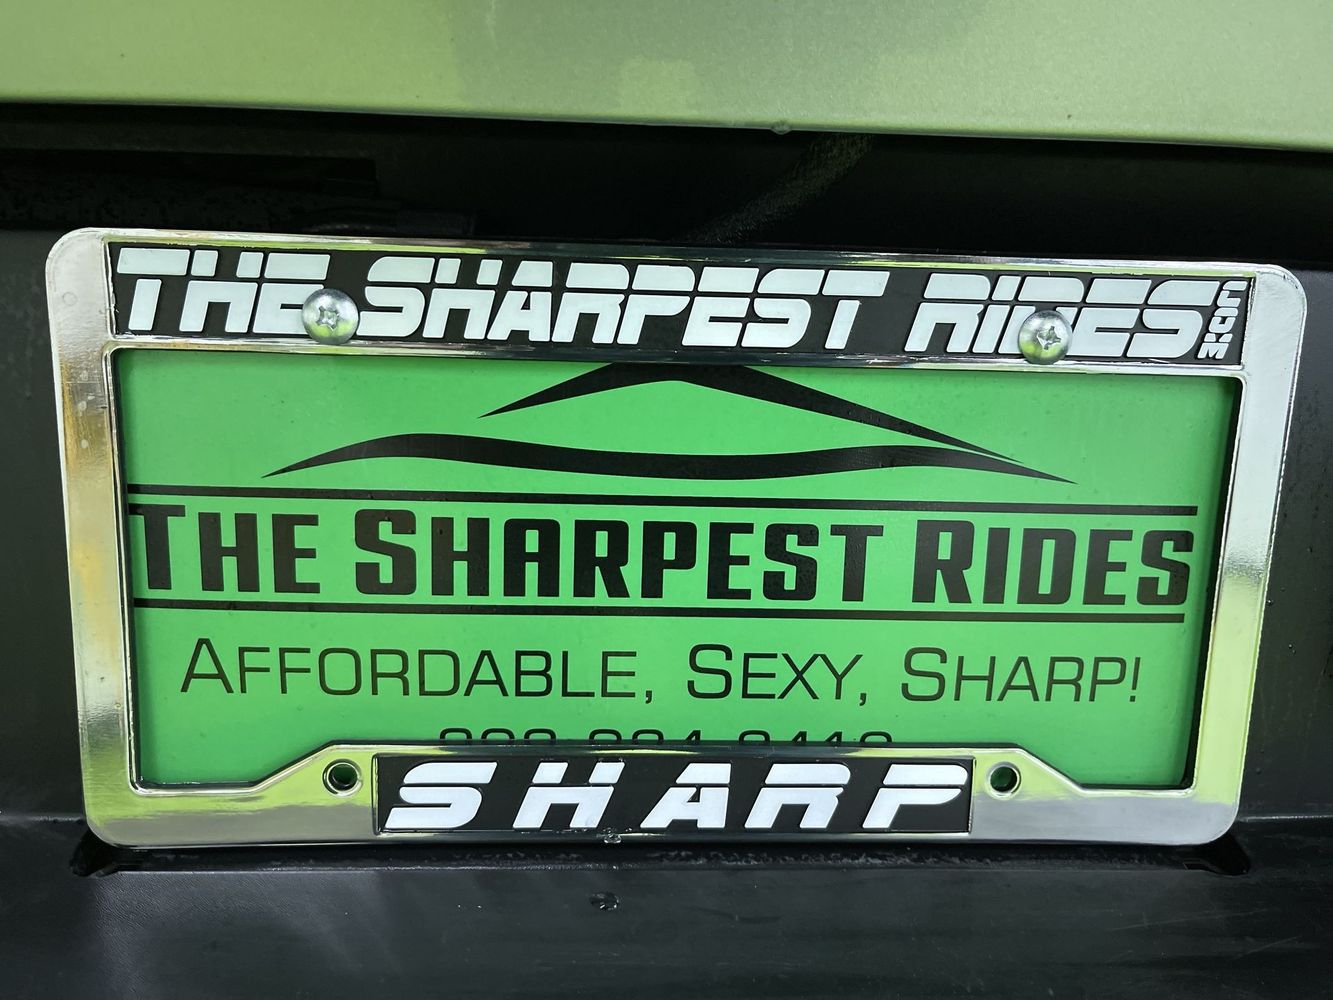 THE SHARPEST RIDES.COM
THE SHARPEST RIDES
AFFORDABLE, SEXY, SHARP!
SHARP